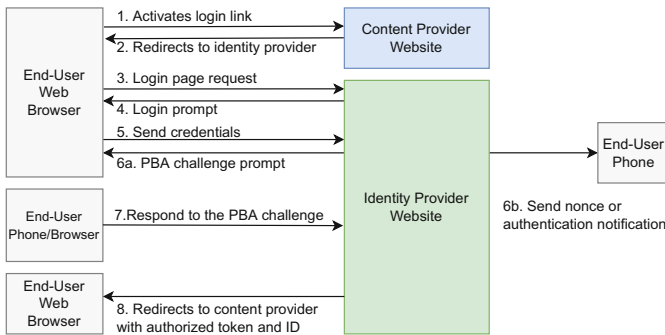 1. Activates login link
Content Provider
Website
2. Redirects to identity provider
End-User
Web
Browser
3. Login page request
4. Login prompt
5. Send credentials
6a. PBA challenge prompt
End-User
Phone
Identity Provider
Website
6b. Send nonce or
authentication notification
End-User
Phone/Browser
7.Respond to the PBA challenge
End-User
Web
Browser
8. Redirects to content provider
with authorized token and ID